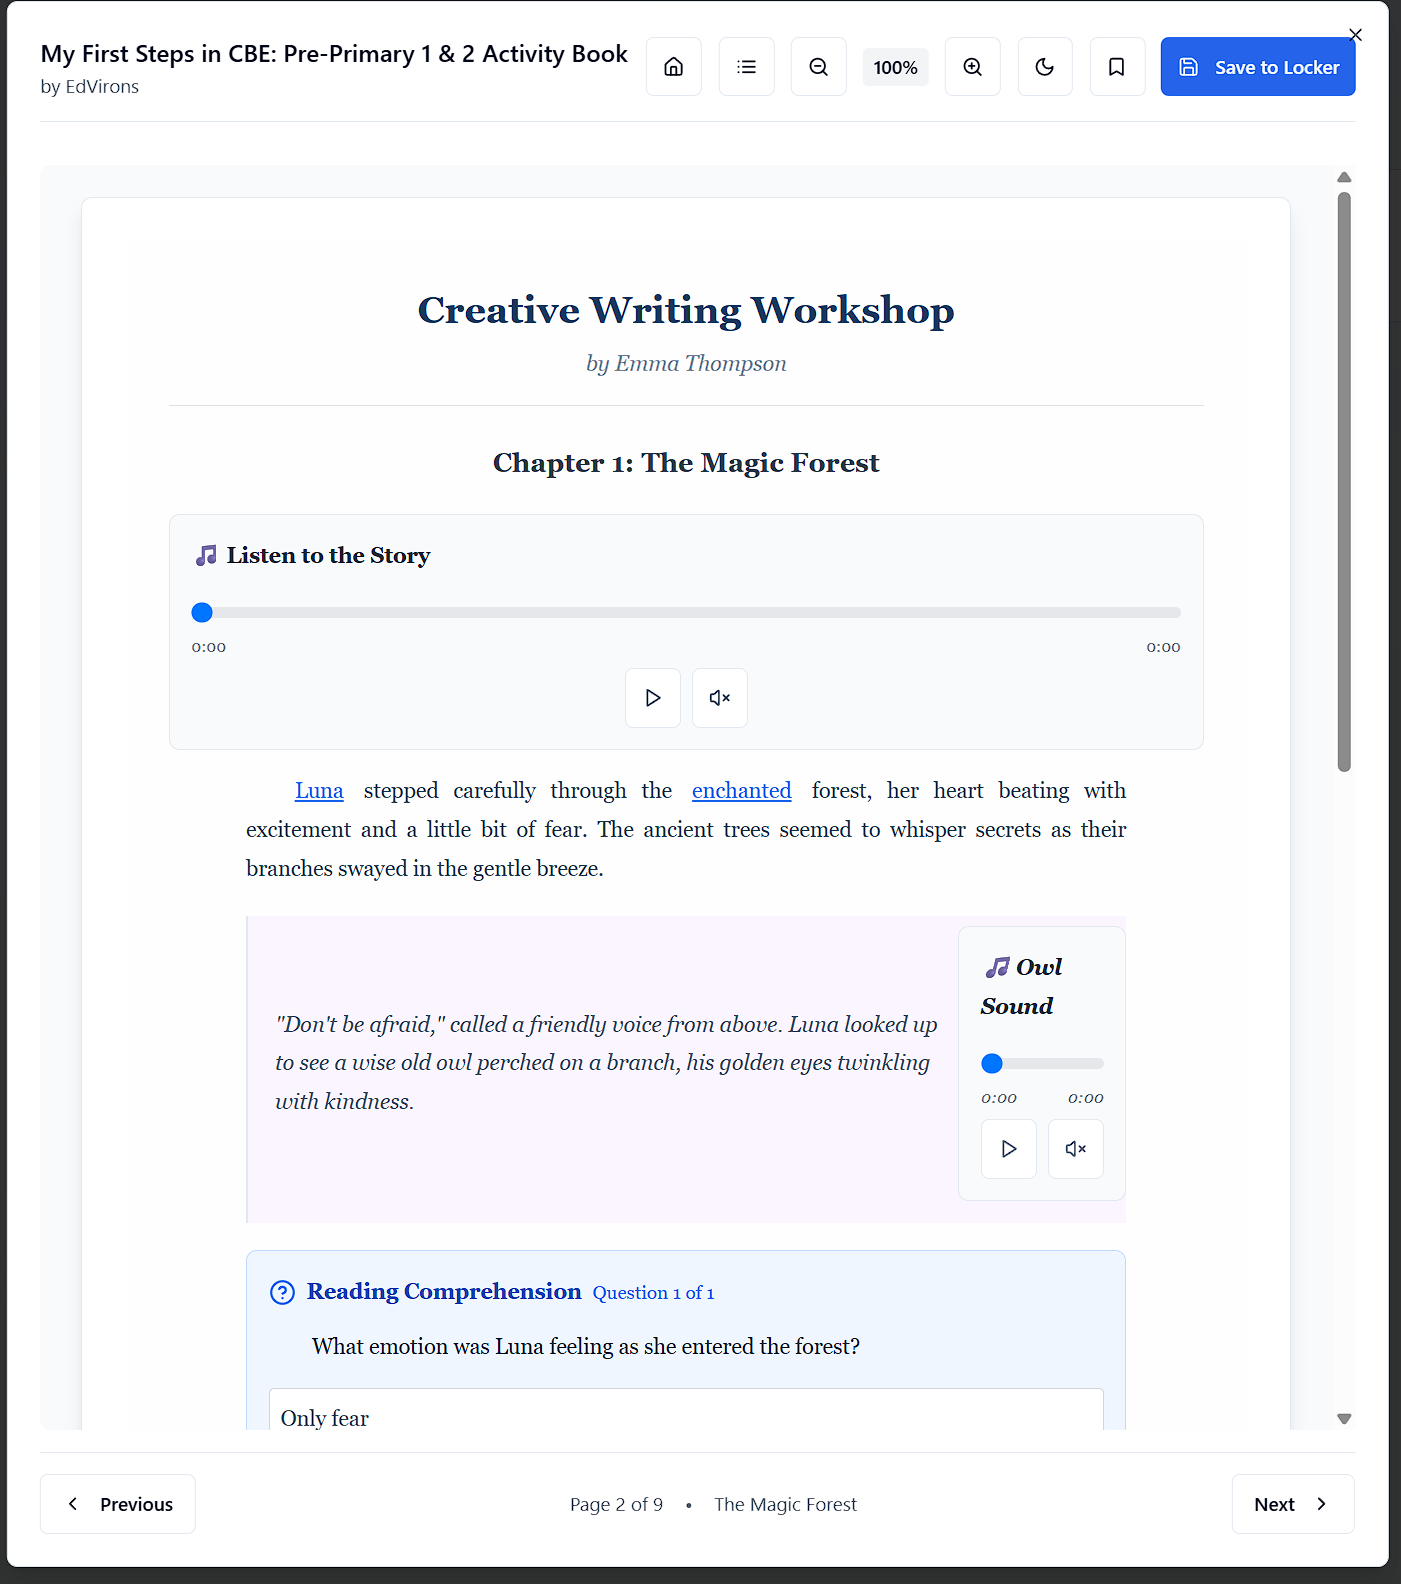 My First Steps in CBE: Pre-Primary 1 & 2 Activity Book
by EdVirons
100%
Save to Locker
Creative Writing Workshop
by Emma Thompson
Chapter 1: The Magic Forest
Listen to the Story
0:00 0:00
Luna stepped carefully through the enchanted forest, her heart beating with
excitement and a little bit of fear. The ancient trees seemed to whisper secrets as their
branches swayed in the gentle breeze.
"Don't be afraid," called a friendly voice from above. Luna looked up
to see a wise old owl perched on a branch, his golden eyes twinkling
with kindness.
Owl
Sound
0:00 0:00
Reading Comprehension Question 1 of 1
What emotion was Luna feeling as she entered the forest?
Only fear
Previous
Page 2 of 9 • The Magic Forest
Next